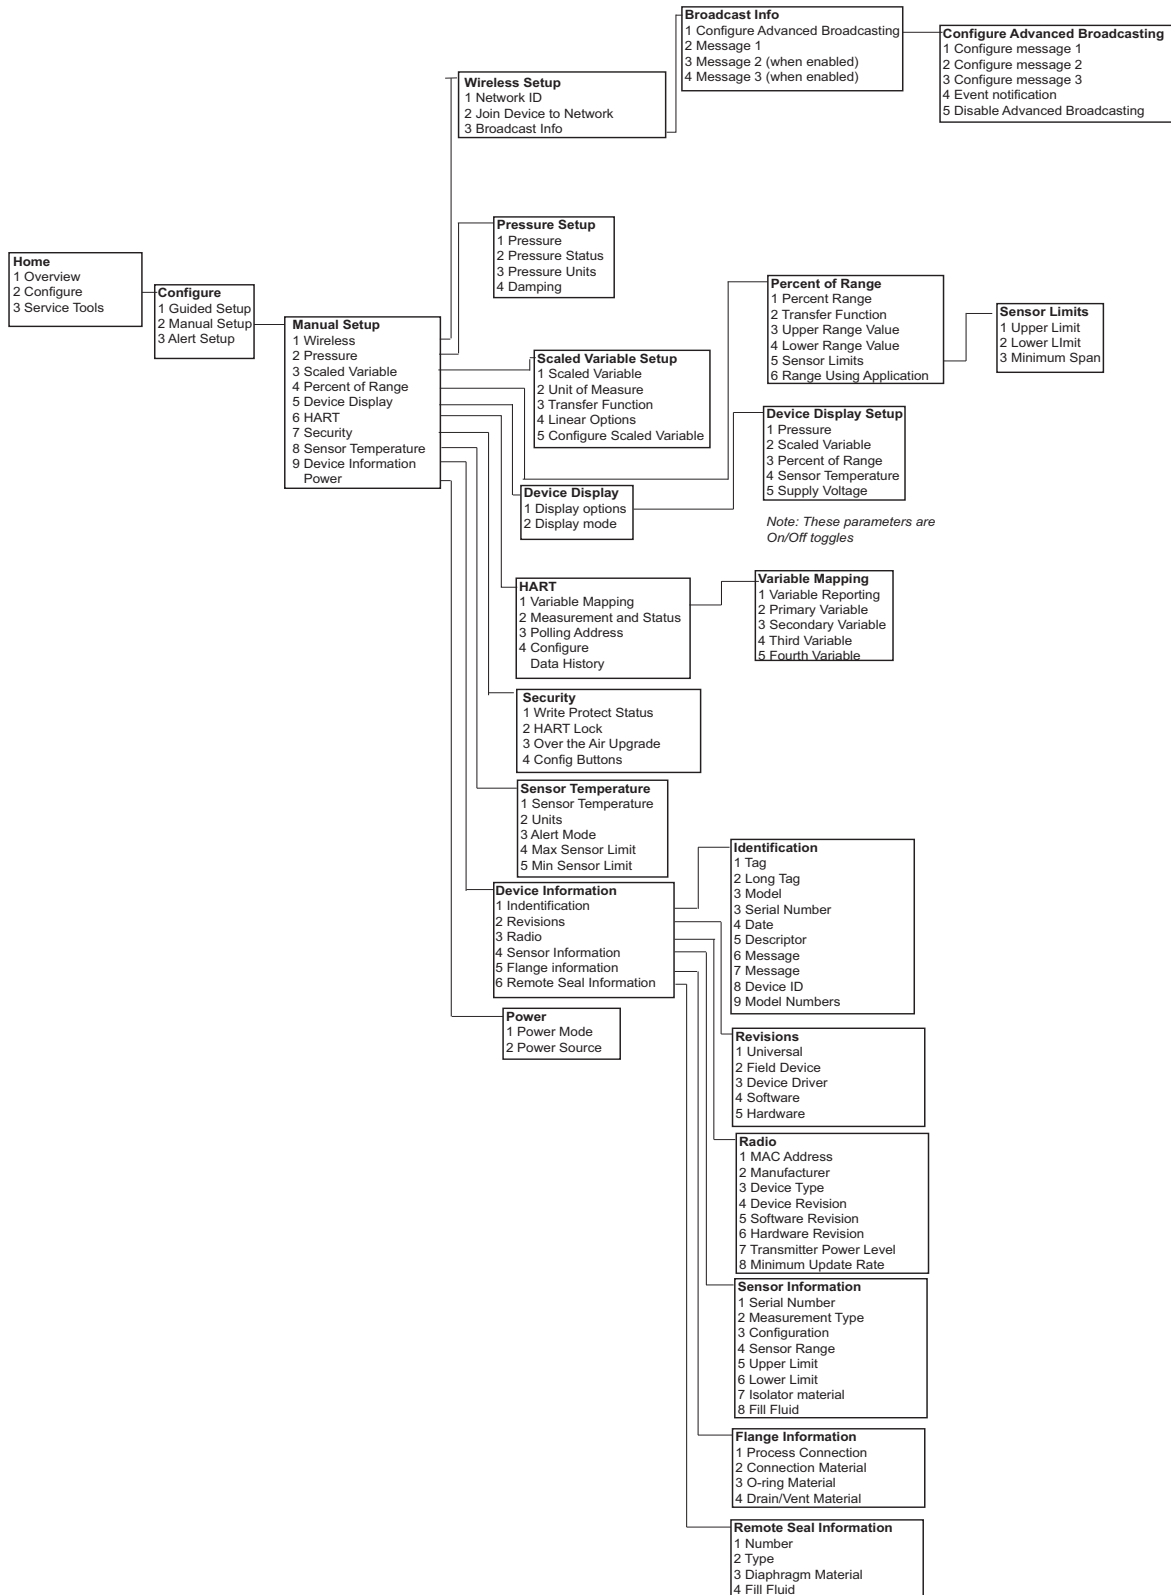 Broadcast Info
1 Configure Advanced Broadcasting
2 Message 1
3 Message 2 (when enabled)
4 Message 3 (when enabled)
Configure Advanced Broadcasting
1 Configure message 1
2 Configure message 2
3 Configure message 3
4 Event notification
5 Disable Advanced Broadcasting
Wireless Setup
1 Network ID
2 Join Device to Network
3 Broadcast Info
Pressure Setup
1 Pressure
2 Pressure Status
3 Pressure Units
4 Damping
Home
1 Overview
2 Configure
3 Service Tools
Configure
1 Guided Setup
2 Manual Setup
3 Alert Setup
Manual Setup
1 Wireless
2 Pressure
3 Scaled Variable
4 Percent of Range
5 Device Display
6 HART
7 Security
8 Sensor Temperature
9 Device Information
Power
Scaled Variable Setup
1 Scaled Variable
2 Unit of Measure
3 Transfer Function
4 Linear Options
5 Configure Scaled Variable
Percent of Range
1 Percent Range
2 Transfer Function
3 Upper Range Value
4 Lower Range Value
5 Sensor Limits
6 Range Using Application
Sensor Limits
1 Upper Limit
2 Lower LImit
3 Minimum Span
Device Display Setup
1 Pressure
2 Scaled Variable
3 Percent of Range
4 Sensor Temperature
5 Supply Voltage
Note: These parameters are
On/Off toggles
Device Display
1 Display options
2 Display mode
HART
1 Variable Mapping
2 Measurement and Status
3 Polling Address
4 Configure
Data History
Variable Mapping
1 Variable Reporting
2 Primary Variable
3 Secondary Variable
4 Third Variable
5 Fourth Variable
Security
1 Write Protect Status
2 HART Lock
3 Over the Air Upgrade
4 Config Buttons
Sensor Temperature
1 Sensor Temperature
2 Units
3 Alert Mode
4 Max Sensor Limit
5 Min Sensor Limit
Device Information
1 Indentification
2 Revisions
3 Radio
4 Sensor Information
5 Flange information
6 Remote Seal Information
Power
1 Power Mode
2 Power Source
Identification
1 Tag
2 Long Tag
3 Model
3 Serial Number
4 Date
5 Descriptor
6 Message
7 Message
8 Device ID
9 Model Numbers
Revisions
1 Universal
2 Field Device
3 Device Driver
4 Software
5 Hardware
Radio
1 MAC Address
2 Manufacturer
3 Device Type
4 Device Revision
5 Software Revision
6 Hardware Revision
7 Transmitter Power Level
8 Minimum Update Rate
Sensor Information
1 Serial Number
2 Measurement Type
3 Configuration
4 Sensor Range
5 Upper Limit
6 Lower Limit
7 Isolator material
8 Fill Fluid
Flange Information
1 Process Connection
2 Connection Material
3 O-ring Material
4 Drain/Vent Material
Remote Seal Information
1 Number
2 Type
3 Diaphragm Material
4 Fill Fluid